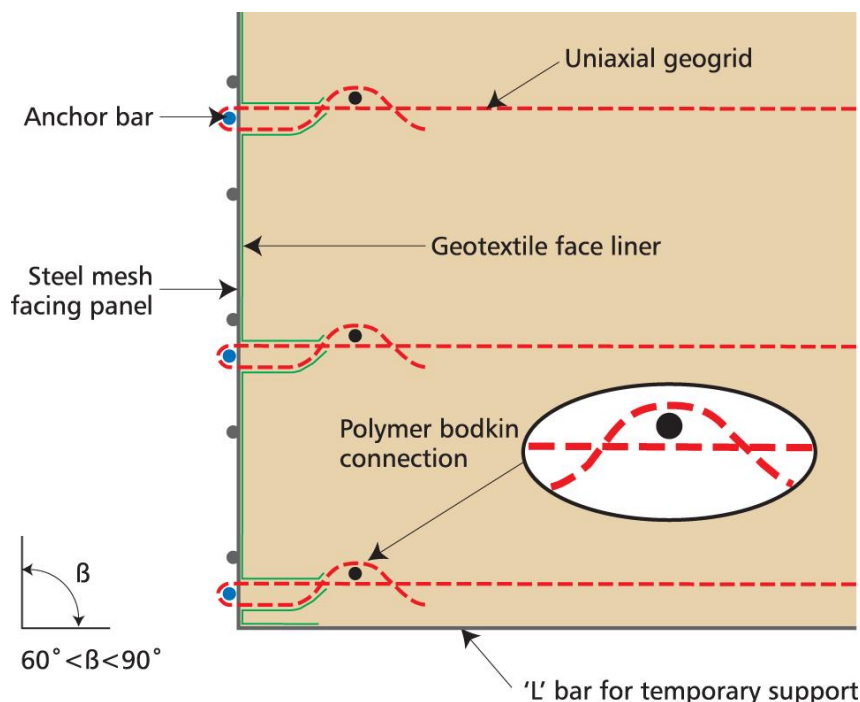 Uniaxial geogrid
Anchor bar
Geotextile face liner
Steel mesh
facing panel
Polymer bodkin
connection
ß
60°<ß<90°
‘L’ bar for temporary support